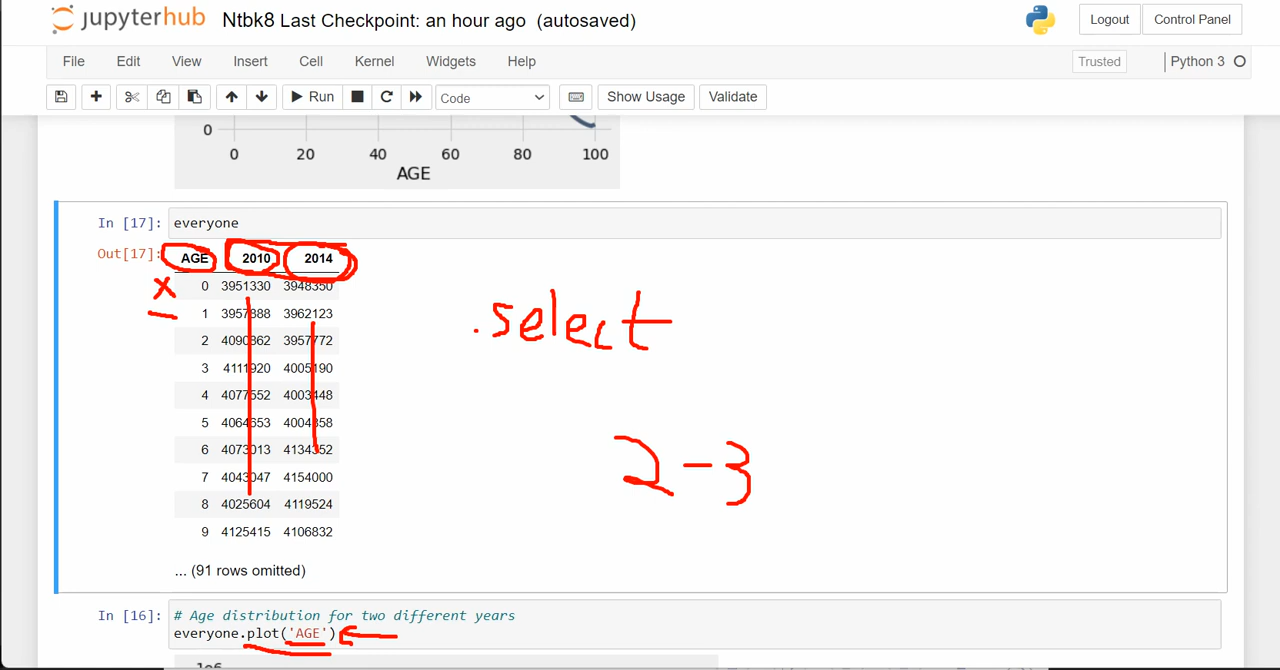 jupyterhub Ntbk8 Last Checkpoint: an hour ago (autosaved) Logout Control Panel
File Edit View Insert Cell Kernel Widgets Help Trusted Python 3
Run Code Show Usage Validate
0
0 20 40 60 80 100
AGE
In [17]: everyone
Out[17]: AGE 2010 2014
x 0 3951330 3948350
1 3957888 3962123
2 4090862 3957772
3 4111920 4005190
4 4077552 4003448
5 4064653 4004858
6 4073013 4134352
7 4043047 4154000
8 4025604 4119524
9 4125415 4106832
.select
2-3
... (91 rows omitted)
In [16]: # Age distribution for two different years
everyone.plot('AGE')
1e6